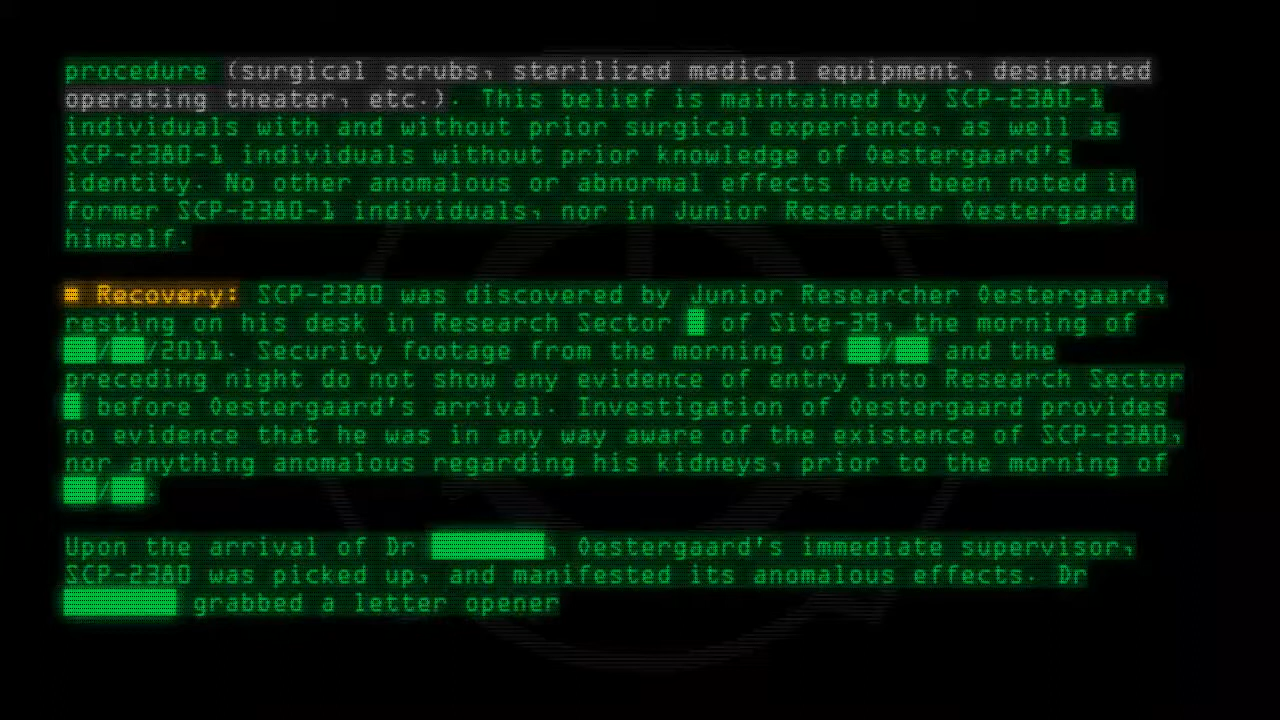 procedure (surgical scrubs, sterilized medical equipment, designated
operating theater, etc.). This belief is maintained by SCP-2380-1
individuals with and without prior surgical experience, as well as
SCP-2380-1 individuals without prior knowledge of Oestergaard's
identity. No other anomalous or abnormal effects have been noted in
former SCP-2380-1 individuals, nor in Junior Researcher Oestergaard
himself.
■ Recovery: SCP-2380 was discovered by Junior Researcher Oestergaard,
resting on his desk in Research Sector █ of Site-39, the morning of
██/██/2011. Security footage from the morning of ██/██ and the
preceding night do not show any evidence of entry into Research Sector
█ before Oestergaard's arrival. Investigation of Oestergaard provides
no evidence that he was in any way aware of the existence of SCP-2380,
nor anything anomalous regarding his kidneys, prior to the morning of
██/██.
Upon the arrival of Dr ███████, Oestergaard's immediate supervisor,
SCP-2380 was picked up, and manifested its anomalous effects. Dr
███████ grabbed a letter opener